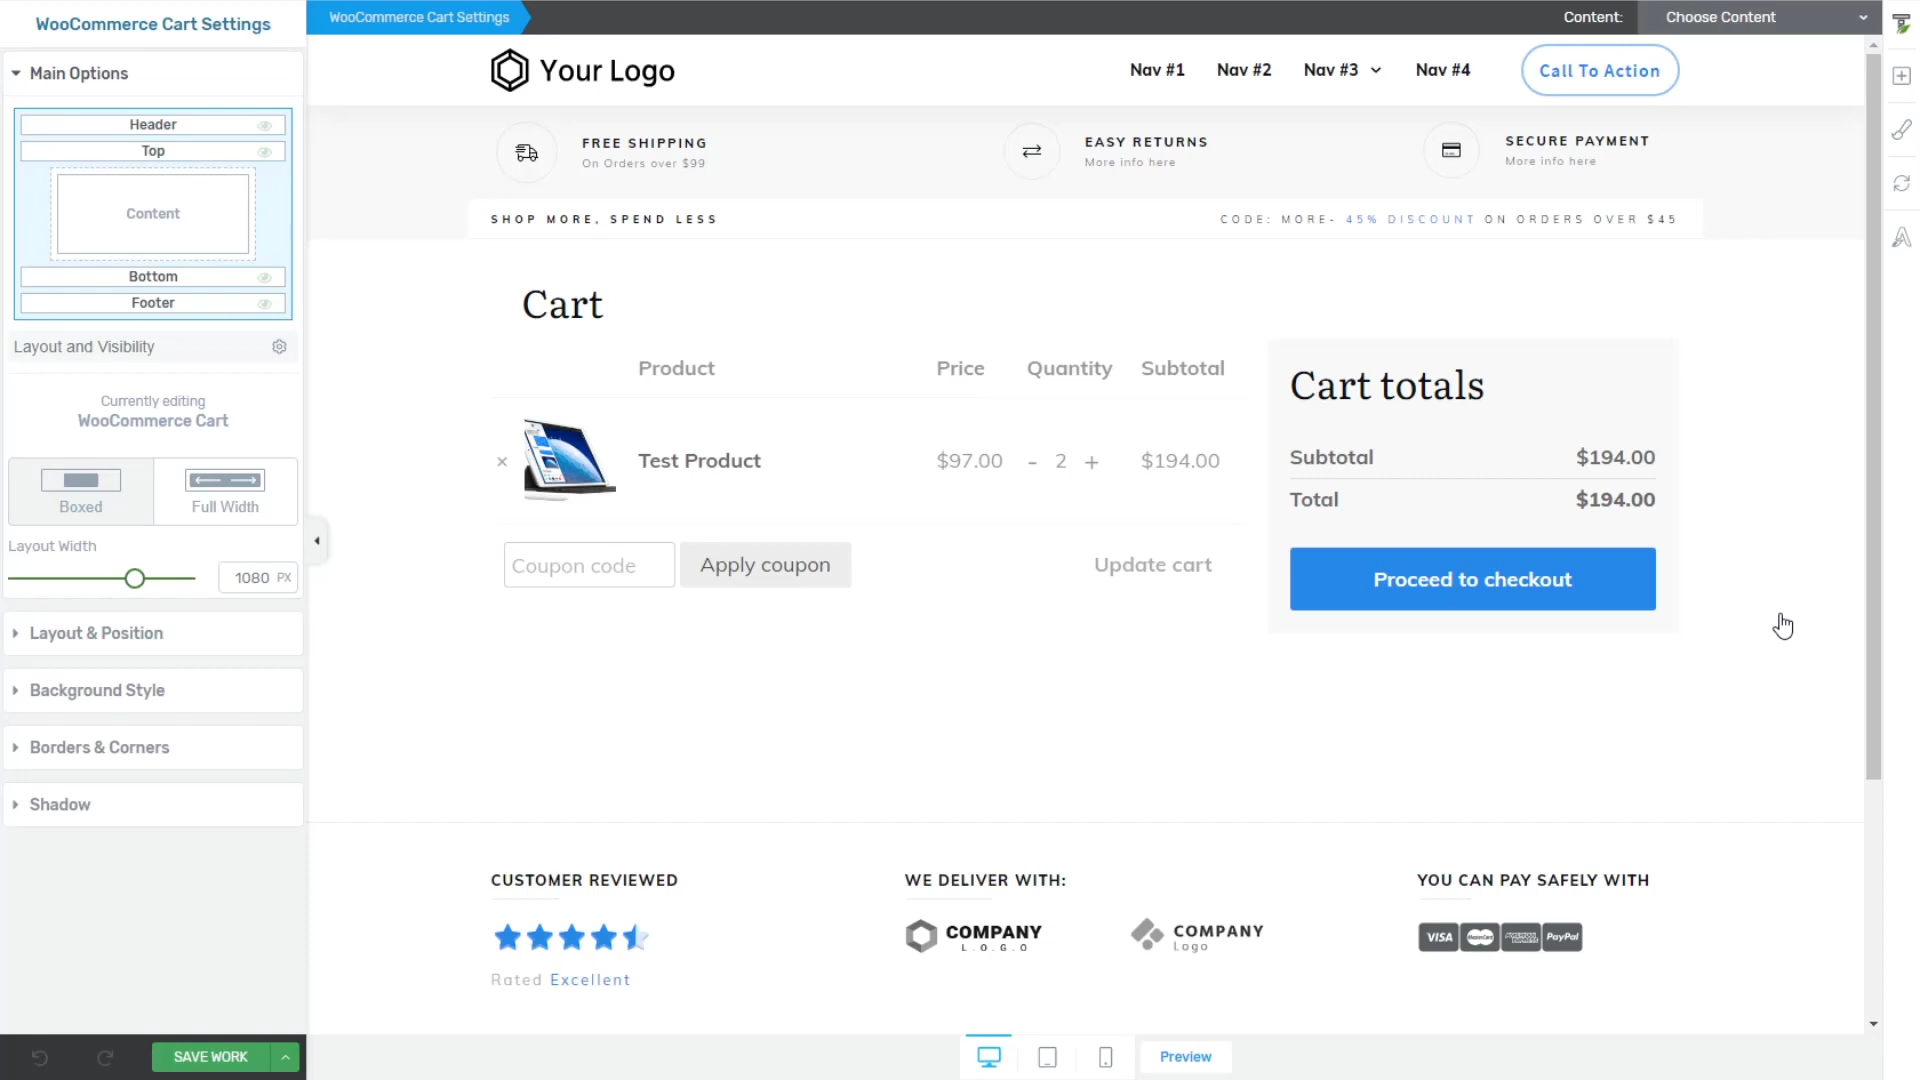 WooCommerce Cart Settings
WooCommerce Cart Settings
Content:
Choose Content
Main Options
Header
Top
Content
Bottom
Footer
Layout and Visibility
Currently editing
WooCommerce Cart
Boxed
Full Width
Layout Width
1080 PX
Layout & Position
Background Style
Borders & Corners
Shadow
SAVE WORK
Your Logo
Nav #1
Nav #2
Nav #3
Nav #4
Call To Action
FREE SHIPPING
On Orders over $99
EASY RETURNS
More info here
SECURE PAYMENT
More info here
SHOP MORE, SPEND LESS
CODE: MORE- 45% DISCOUNT ON ORDERS OVER $45
Cart
Product Price Quantity Subtotal
× Test Product $97.00 - 2 + $194.00
Coupon code
Apply coupon
Update cart
Cart totals
Subtotal $194.00
Total $194.00
Proceed to checkout
CUSTOMER REVIEWED
Rated Excellent
WE DELIVER WITH:
COMPANY
L.O.G.O
COMPANY
Logo
YOU CAN PAY SAFELY WITH
VISA MasterCard AMERICAN EXPRESS PayPal
Preview